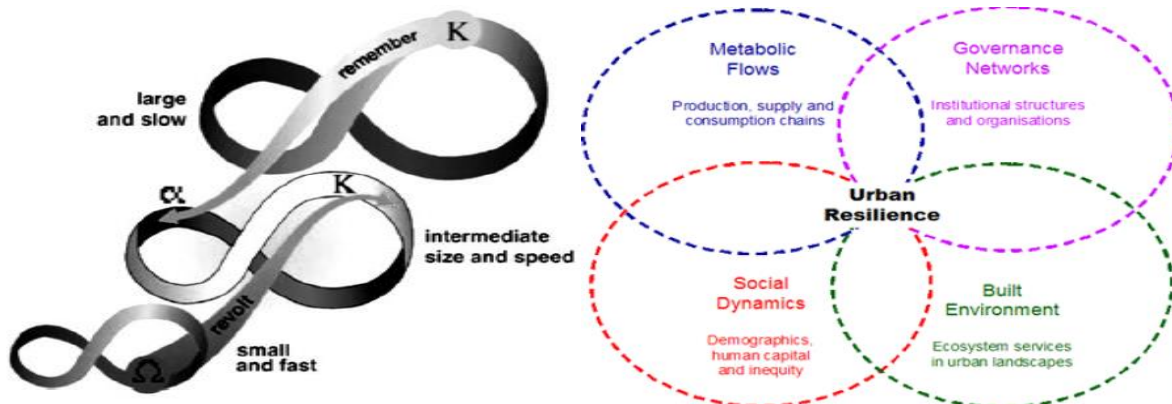 K
remember
large
and slow
α
K
intermediate
size and speed
revolt
small
and fast
Ω
Metabolic
Flows
Production, supply and
consumption chains
Governance
Networks
Institutional structures
and organisations
Urban
Resilience
Social
Dynamics
Demographics,
human capital
and inequity
Built
Environment
Ecosystem services
in urban landscapes